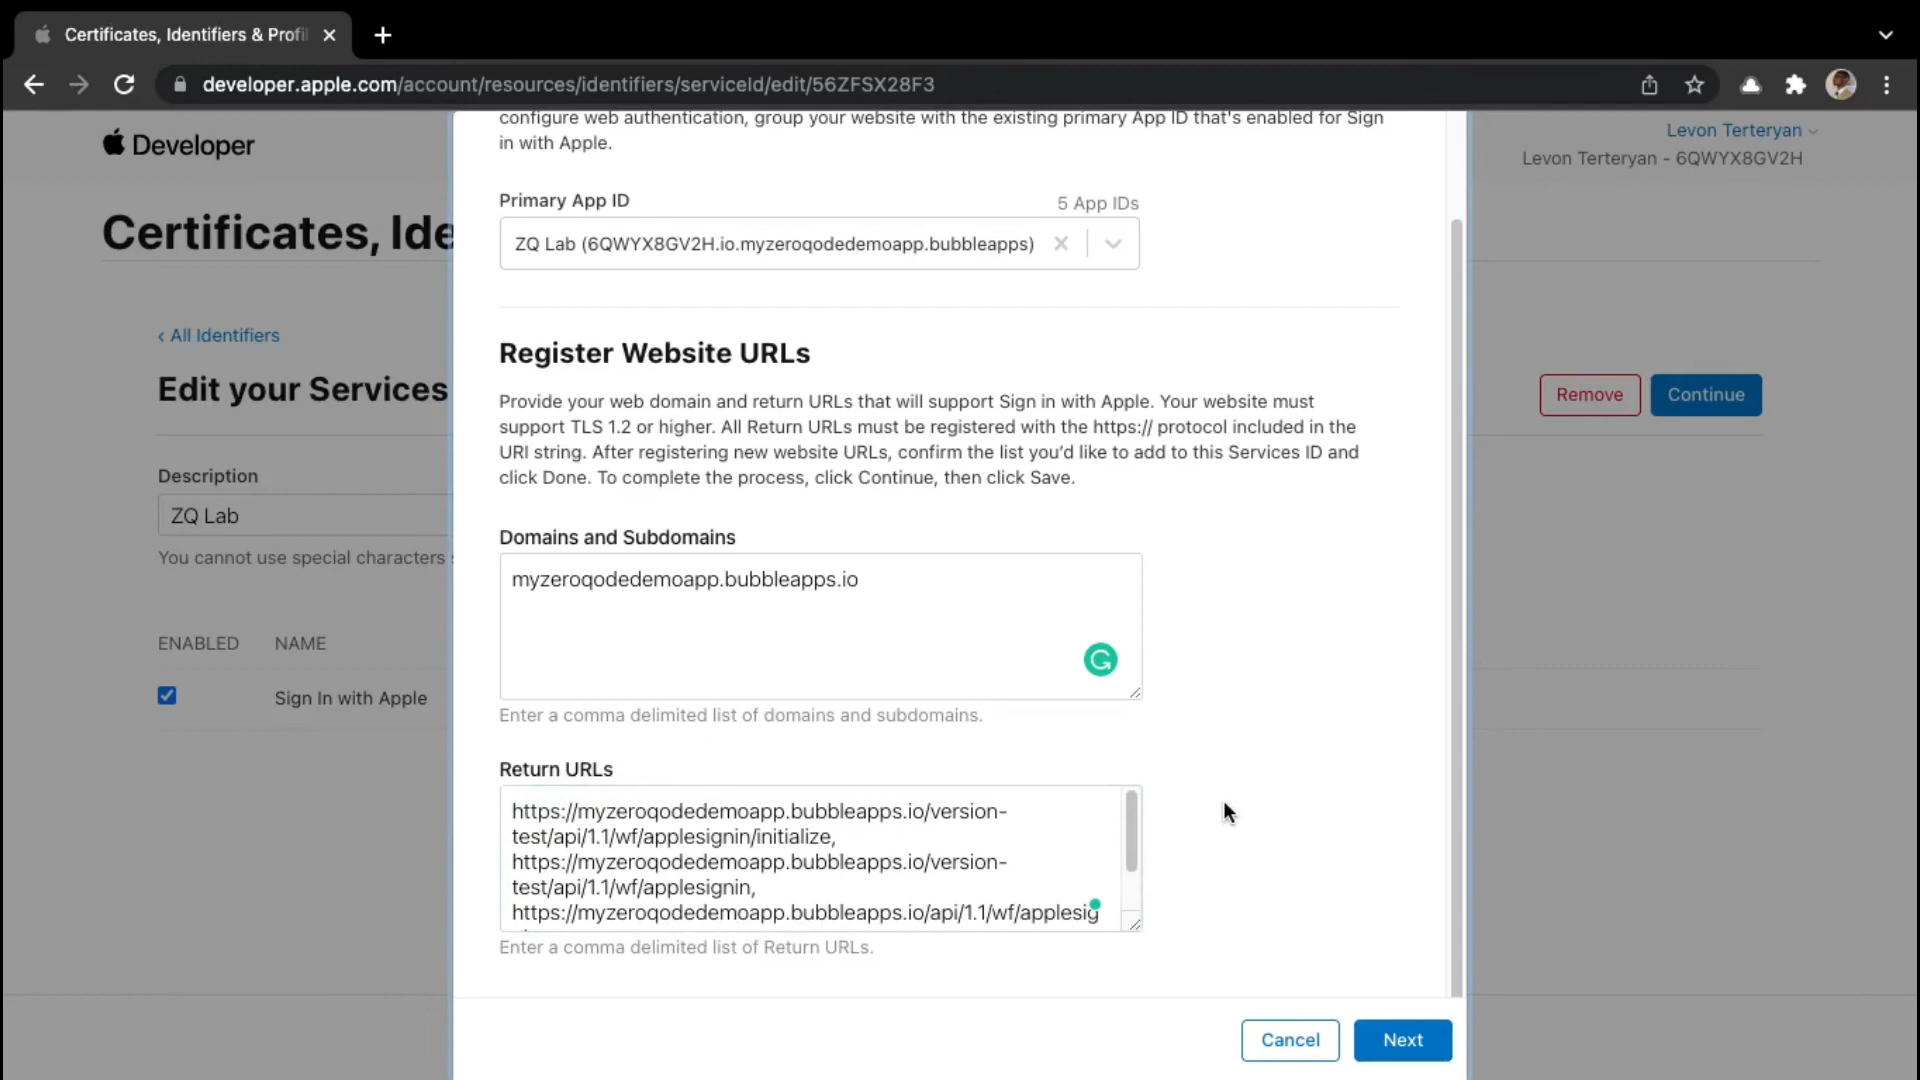 Certificates, Identifiers & Profil
developer.apple.com/account/resources/identifiers/serviceId/edit/56ZFSX28F3
Developer
Levon Terteryan
Levon Terteryan - 6QWYX8GV2H
Certificates, Ide
All Identifiers
Edit your Services
Remove
Continue
Description
ZQ Lab
You cannot use special characters
ENABLED NAME
Sign In with Apple
configure web authentication, group your website with the existing primary App ID that's enabled for Sign
in with Apple.
Primary App ID
5 App IDs
ZQ Lab (6QWYX8GV2H.io.myzeroqodedemoapp.bubbleapps)
Register Website URLs
Provide your web domain and return URLs that will support Sign in with Apple. Your website must
support TLS 1.2 or higher. All Return URLs must be registered with the https:// protocol included in the
URI string. After registering new website URLs, confirm the list you’d like to add to this Services ID and
click Done. To complete the process, click Continue, then click Save.
Domains and Subdomains
myzeroqodedemoapp.bubbleapps.io
Enter a comma delimited list of domains and subdomains.
Return URLs
https://myzeroqodedemoapp.bubbleapps.io/version-
test/api/1.1/wf/applesignin/initialize,
https://myzeroqodedemoapp.bubbleapps.io/version-
test/api/1.1/wf/applesignin,
https://myzeroqodedemoapp.bubbleapps.io/api/1.1/wf/applesig
Enter a comma delimited list of Return URLs.
Cancel
Next